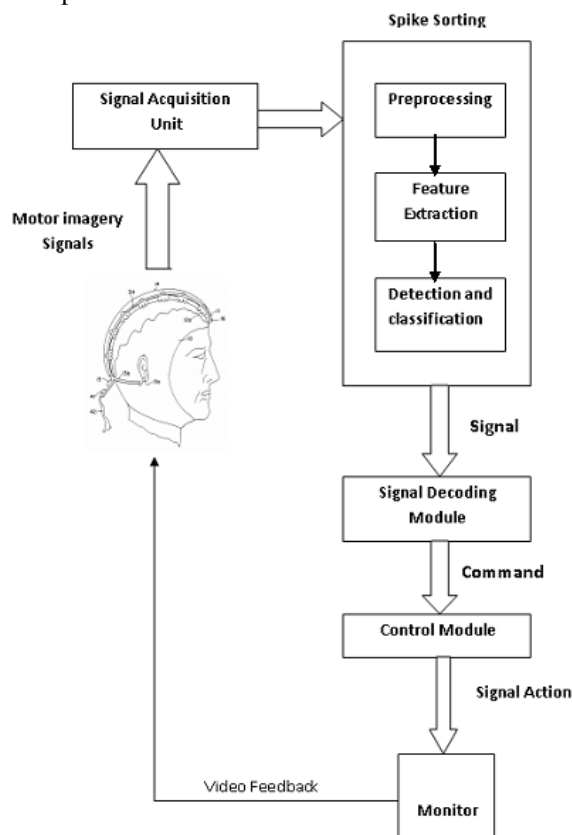 Spike Sorting
Signal Acquisition
Unit
Preprocessing
Feature
Extraction
Detection and
classification
Motor imagery
Signals
Signal
Signal Decoding
Module
Command
Control Module
Signal Action
Video Feedback
Monitor